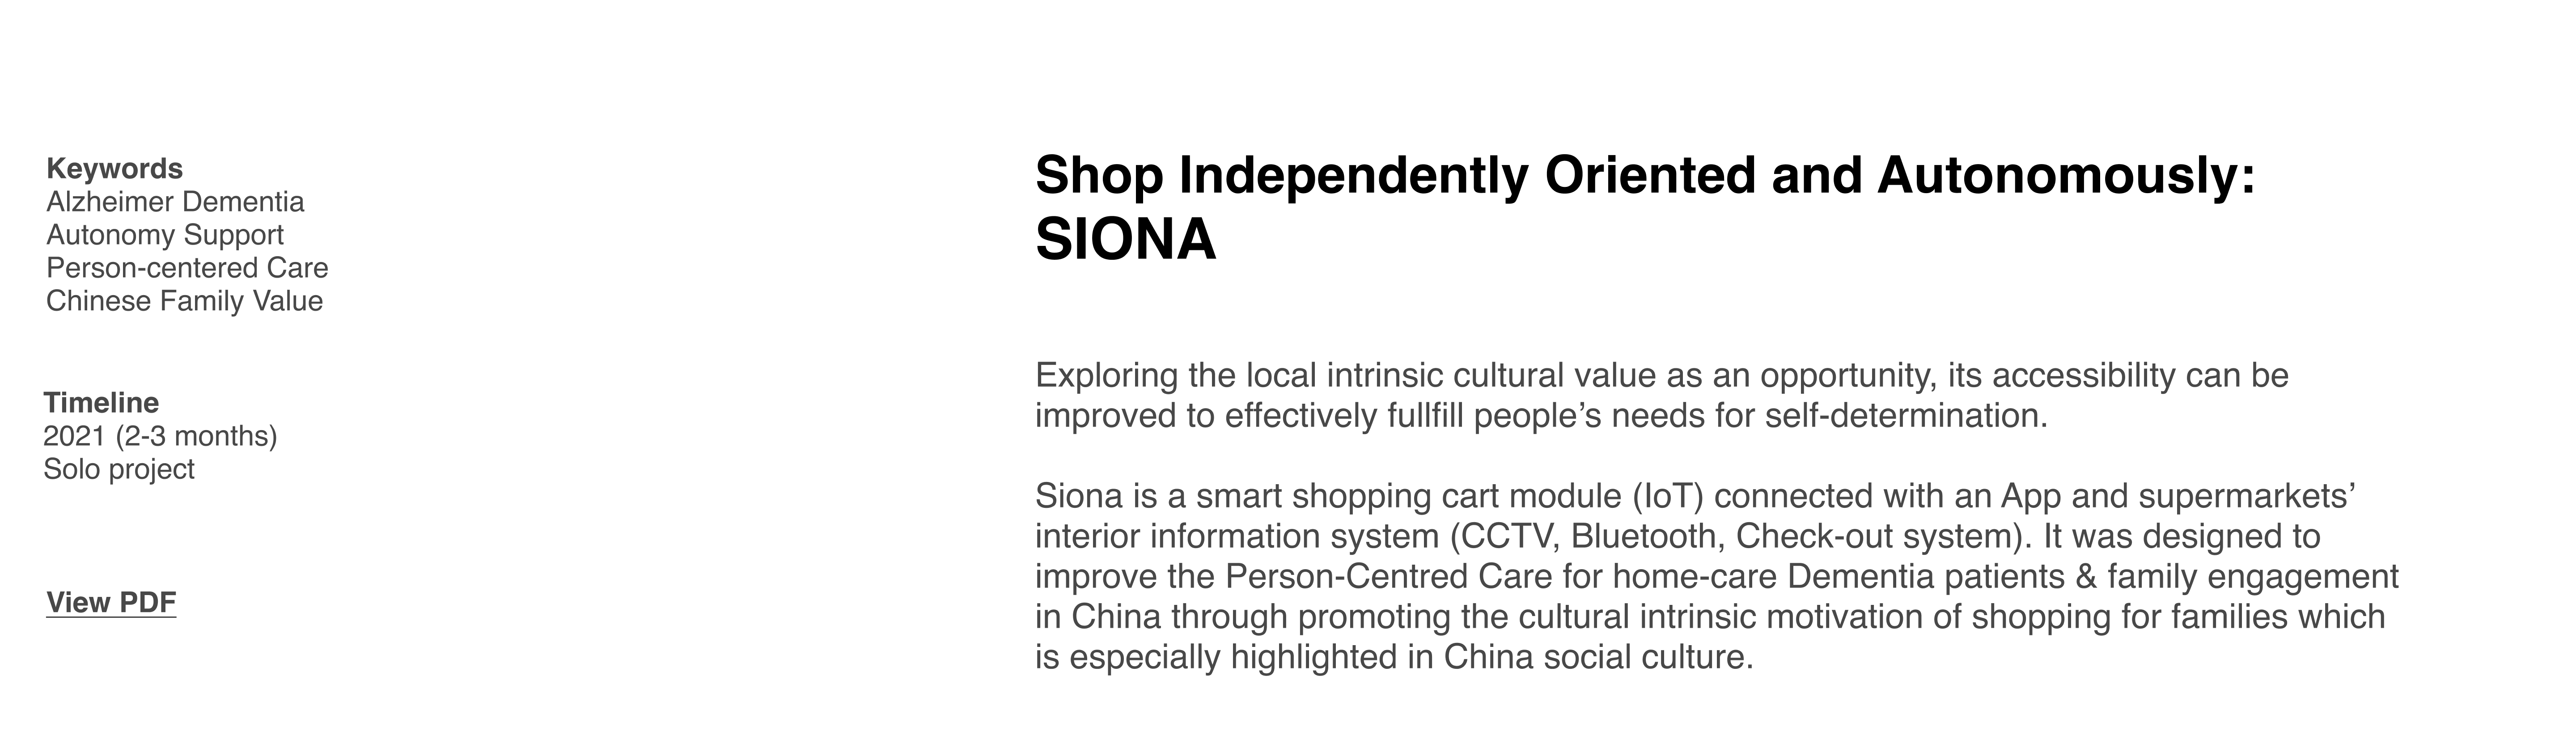 Keywords
Alzheimer Dementia
Autonomy Support
Person-centered Care
Chinese Family Value
Timeline
2021 (2-3 months)
Solo project
View PDF
Shop Independently Oriented and Autonomously:
SIONA
Exploring the local intrinsic cultural value as an opportunity, its accessibility can be
improved to effectively fullfill people’s needs for self-determination.
Siona is a smart shopping cart module (IoT) connected with an App and supermarkets’
interior information system (CCTV, Bluetooth, Check-out system). It was designed to
improve the Person-Centred Care for home-care Dementia patients & family engagement
in China through promoting the cultural intrinsic motivation of shopping for families which
is especially highlighted in China social culture.